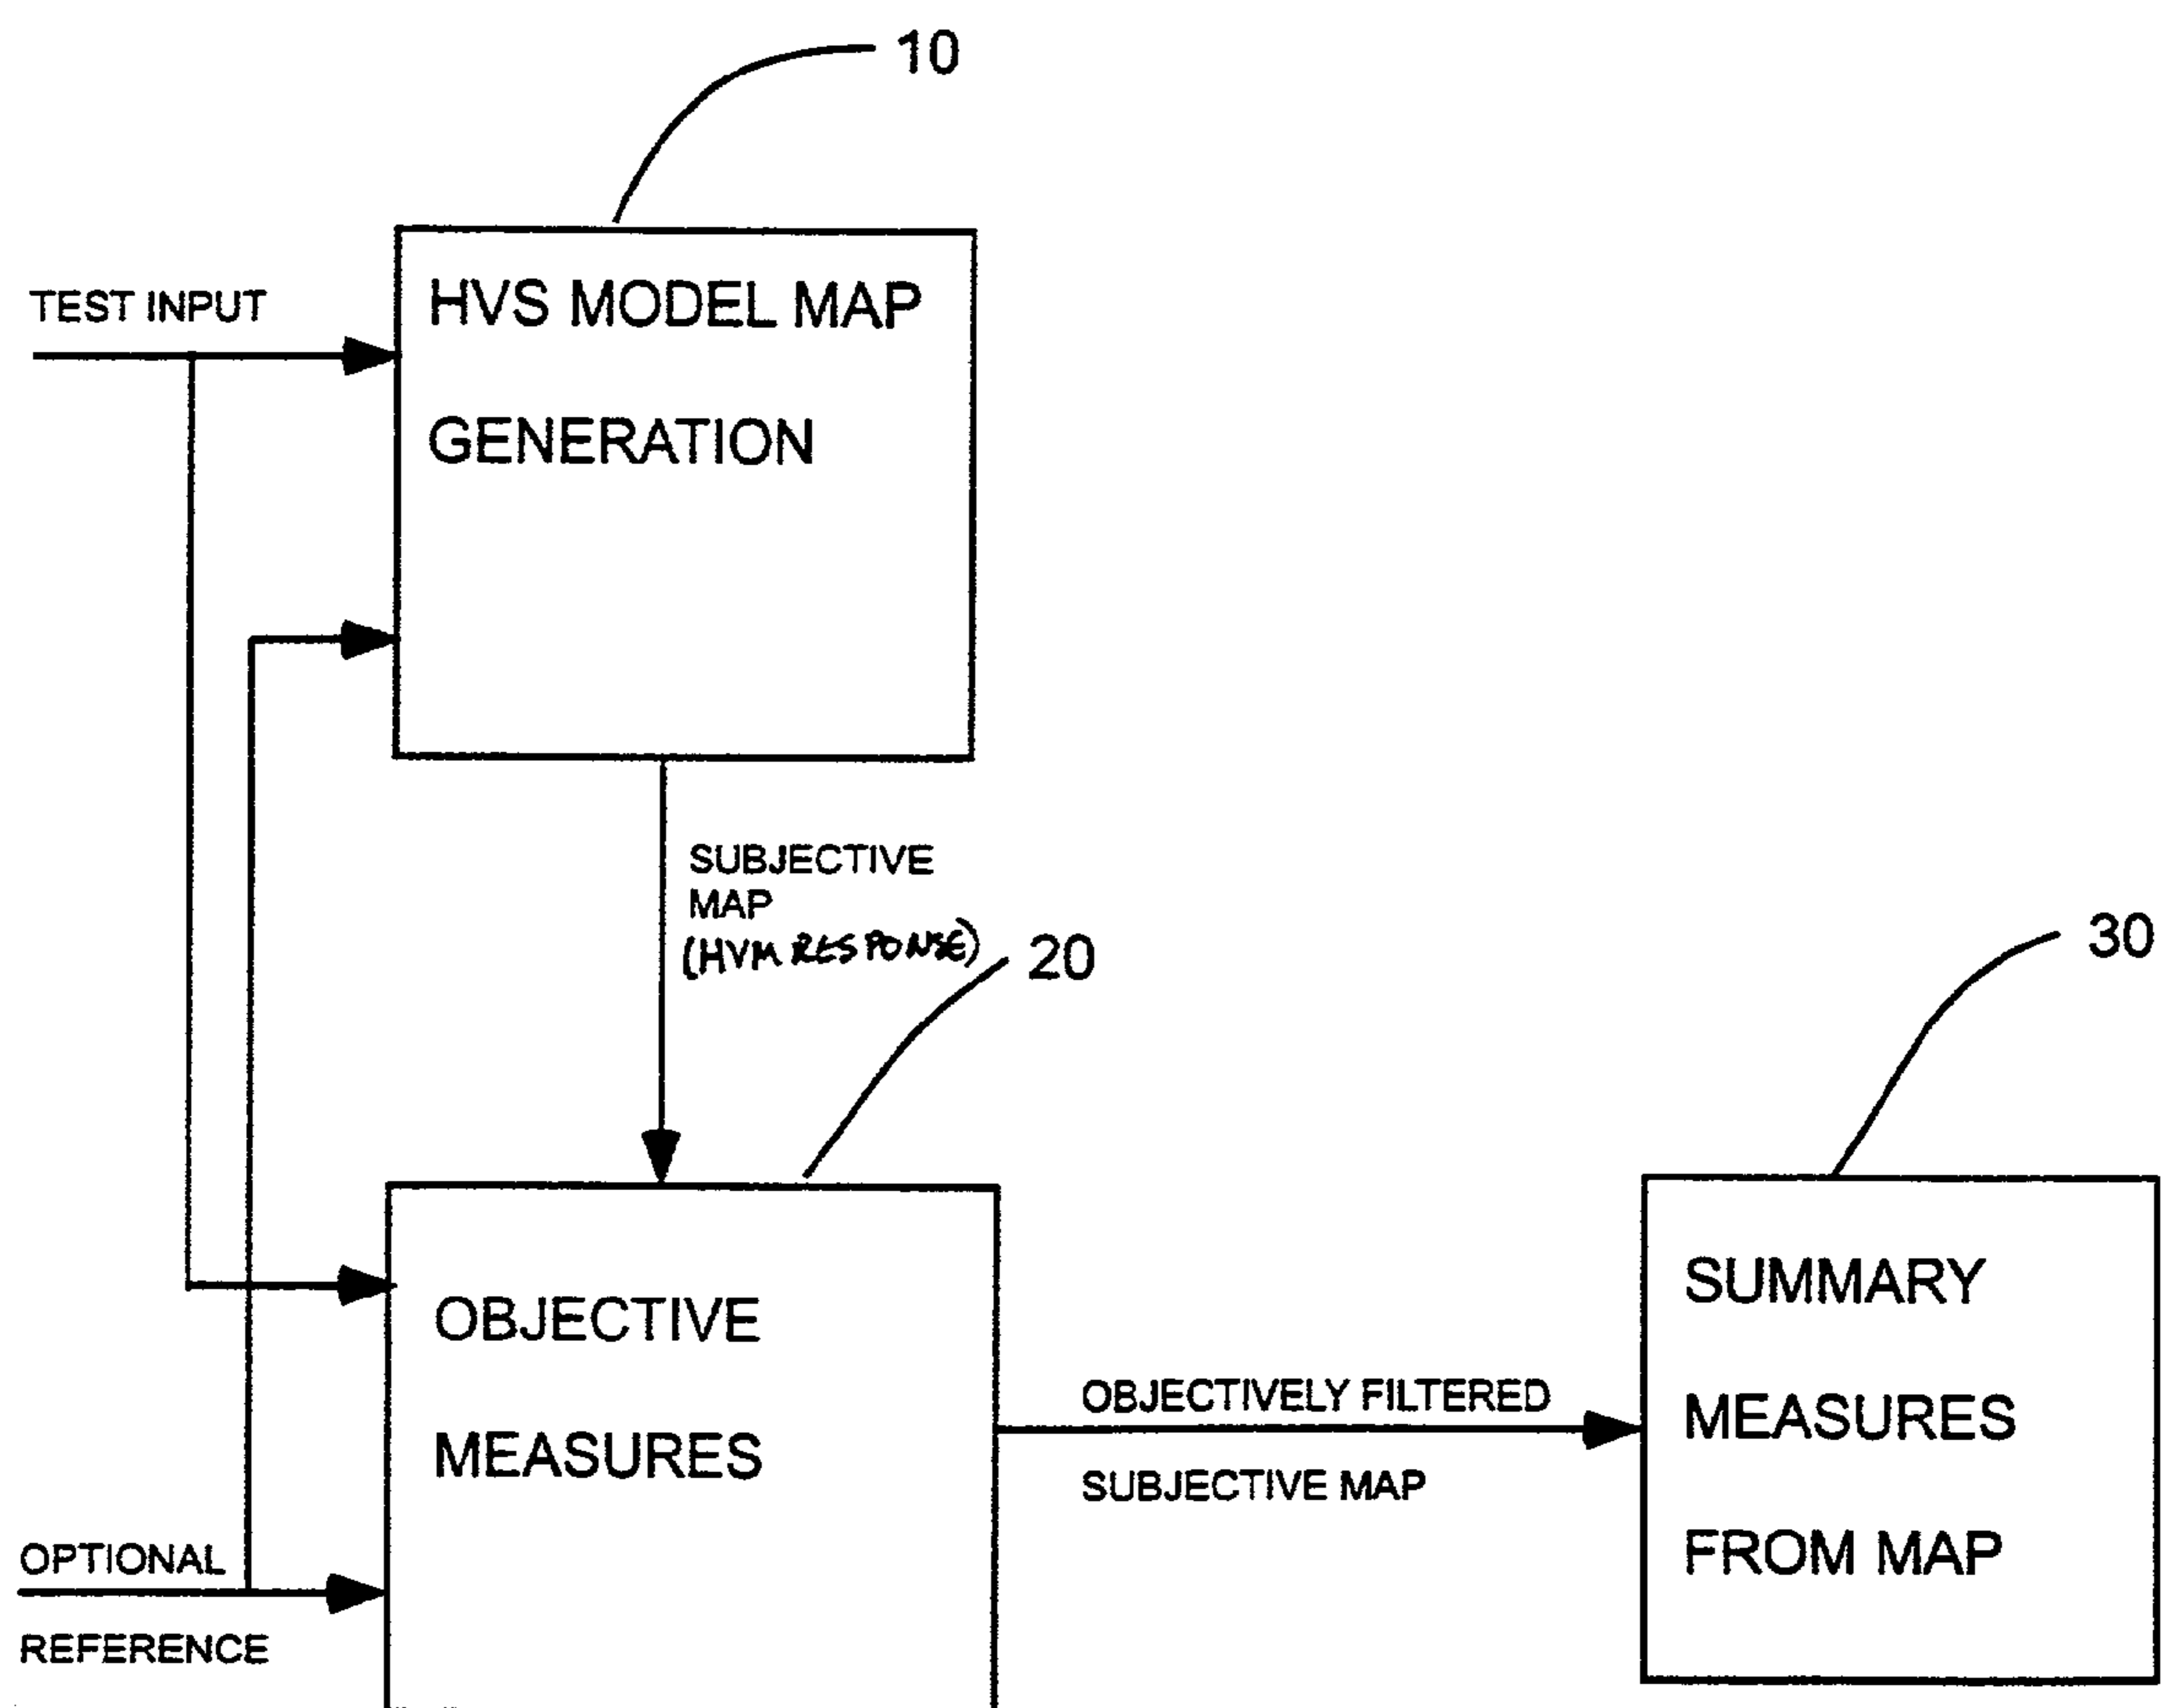 10
TEST INPUT
HVS MODEL MAP
GENERATION
SUBJECTIVE
MAP
(HVM RESPONSE)
20
30
OBJECTIVE
MEASURES
OBJECTIVELY FILTERED
SUBJECTIVE MAP
SUMMARY
MEASURES
FROM MAP
OPTIONAL
REFERENCE